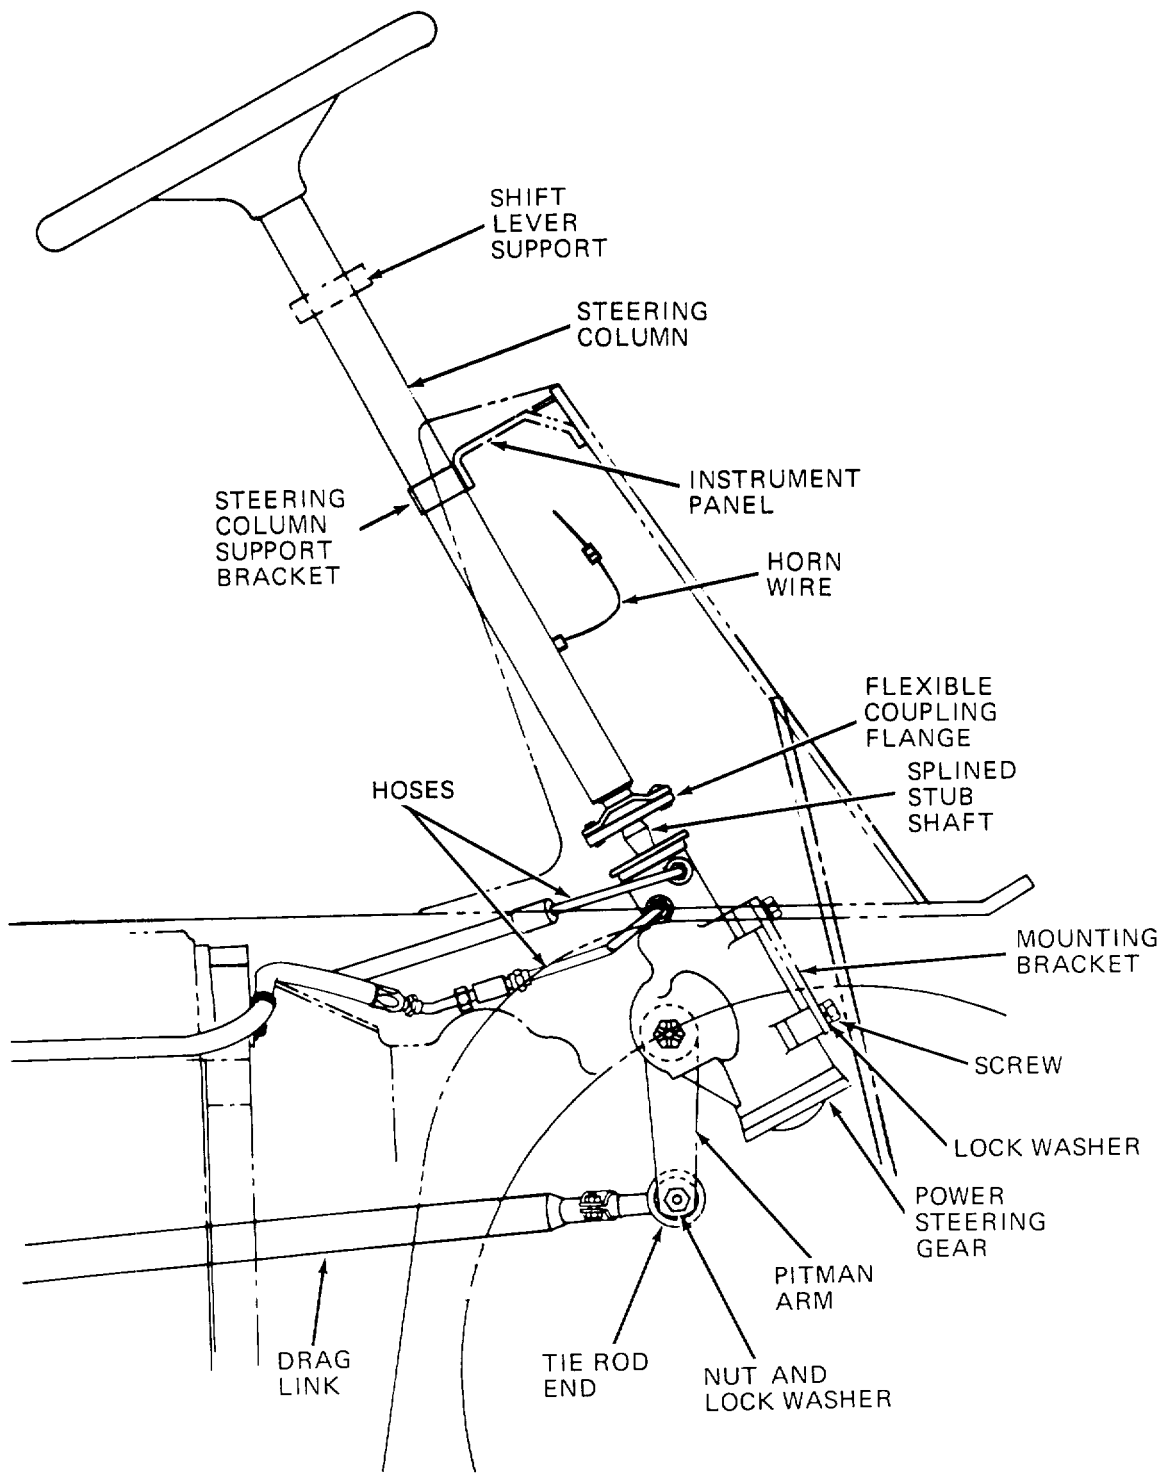 SHIFT
LEVER
SUPPORT
STEERING
COLUMN
INSTRUMENT
PANEL
STEERING
COLUMN
SUPPORT
BRACKET
HORN
WIRE
FLEXIBLE
COUPLING
FLANGE
SPLINED
STUB
SHAFT
HOSES
MOUNTING
BRACKET
SCREW
LOCK WASHER
POWER
STEERING
GEAR
PITMAN
ARM
DRAG
LINK
TIE ROD
END
NUT AND
LOCK WASHER